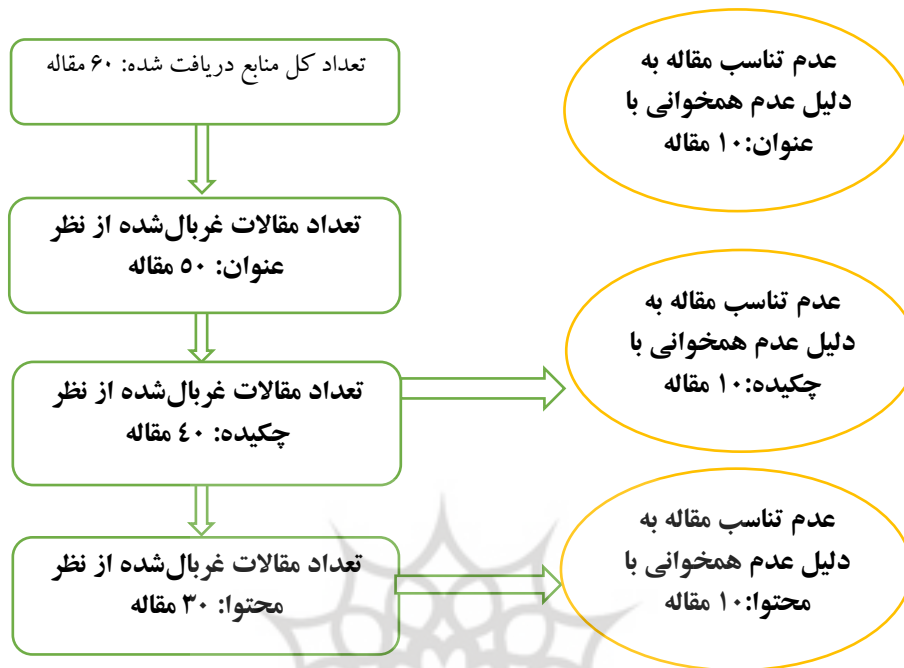 تعداد کل منابع دریافت شده: ۶۰ مقاله
عدم تناسب مقاله به
دلیل عدم همخوانی با
عنوان:۱۰ مقاله
تعداد مقالات غربال‌شده از نظر
عنوان: ۵۰ مقاله
عدم تناسب مقاله به
دلیل عدم همخوانی با
چکیده:۱۰ مقاله
تعداد مقالات غربال‌شده از نظر
چکیده: ٤۰ مقاله
عدم تناسب مقاله به
دلیل عدم همخوانی با
محتوا:۱۰ مقاله
تعداد مقالات غربال‌شده از نظر
محتوا: ۳۰ مقاله